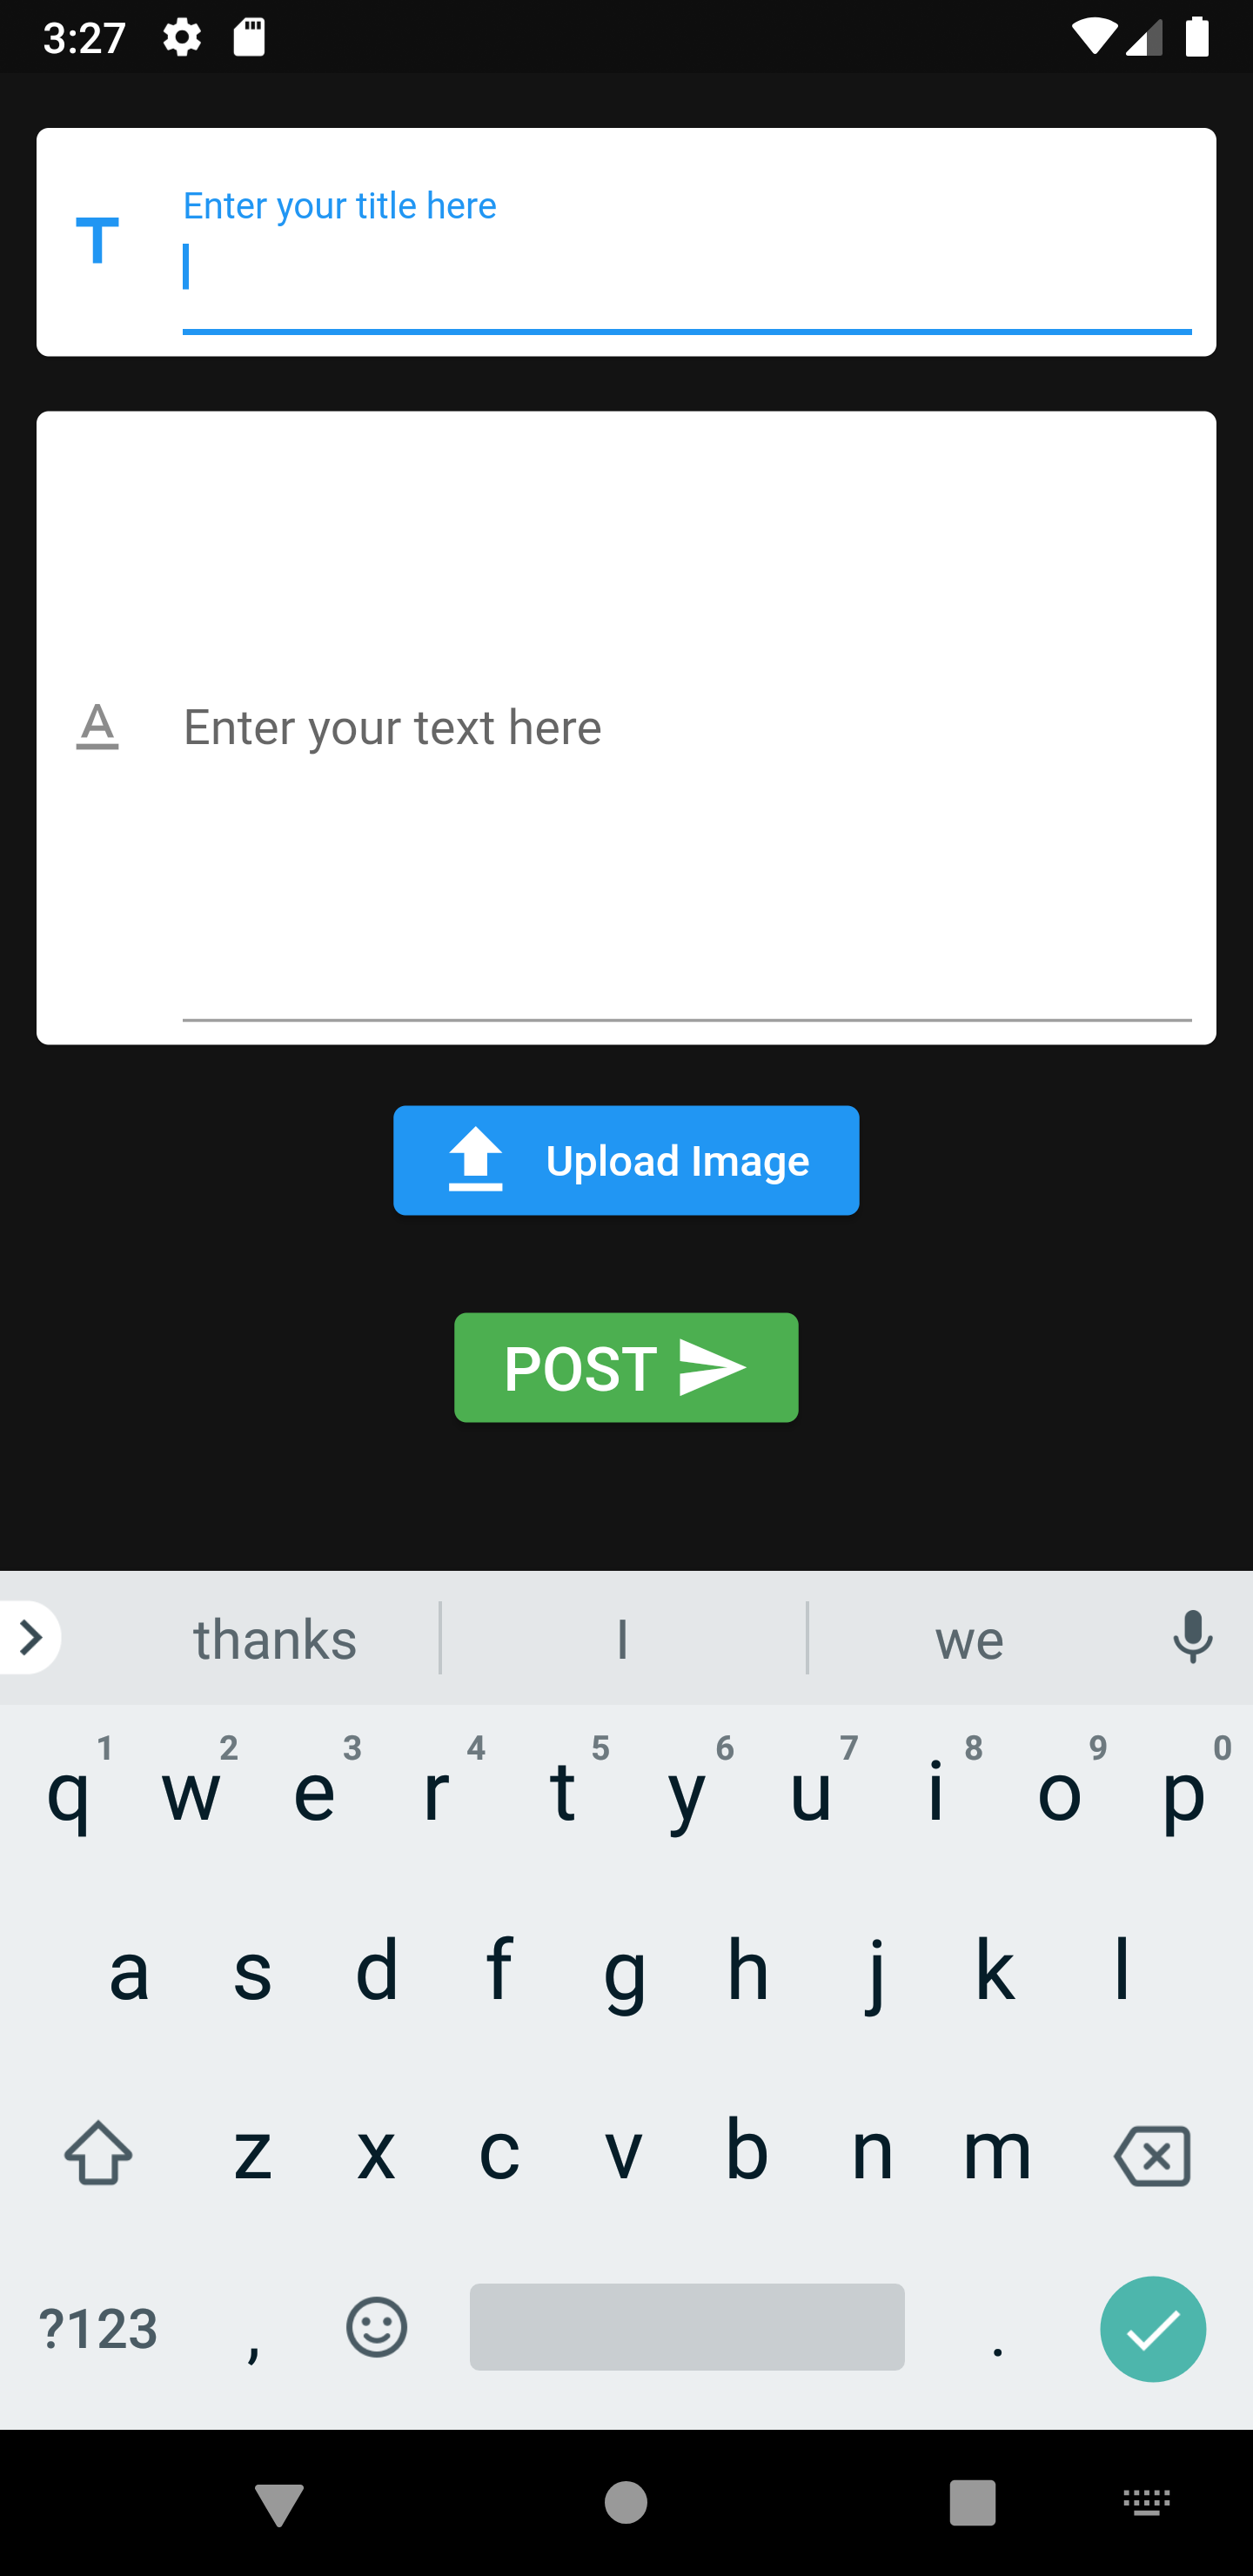 3:27
Enter your title here
Enter your text here
Upload Image
POST
thanks I we
1 2 3 4 5 6 7 8 9 0
q w e r t y u i o p
a s d f g h j k l
z x c v b n m
?123 , .